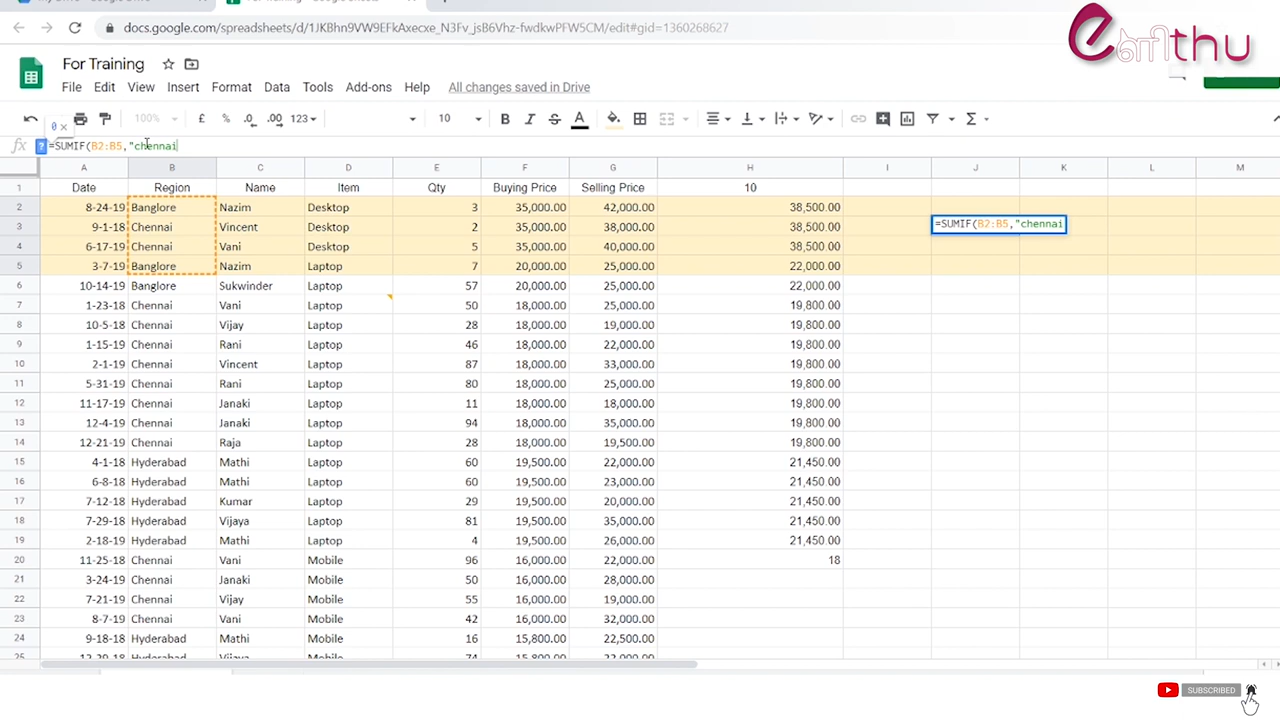 My Drive
For Training
docs.google.com/spreadsheets/d/1JKBhn9VW9EFkAxecxe_N3Fv_jsB6Vhz-fwdkwPFW5CM/edit#gid=1360268627
eளிthu
For Training
File Edit View Insert Format Data Tools Add-ons Help All changes saved in Drive
100% £ % .0 .00 123 10 B I S A Σ
0 ×
fx ? =SUMIF(B2:B5,"chennai
A B C D E F G H I J K L M
1 Date Region Name Item Qty Buying Price Selling Price 10
2 8-24-19 Banglore Nazim Desktop 3 35,000.00 42,000.00 38,500.00
3 9-1-18 Chennai Vincent Desktop 2 35,000.00 38,000.00 38,500.00 =SUMIF(B2:B5,"chennai
4 6-17-19 Chennai Vani Desktop 5 35,000.00 40,000.00 38,500.00
5 3-7-19 Banglore Nazim Laptop 7 20,000.00 25,000.00 22,000.00
6 10-14-19 Banglore Sukwinder Laptop 57 20,000.00 25,000.00 22,000.00
7 1-23-18 Chennai Vani Laptop 50 18,000.00 25,000.00 19,800.00
8 10-5-18 Chennai Vijay Laptop 28 18,000.00 19,000.00 19,800.00
9 1-15-19 Chennai Rani Laptop 46 18,000.00 22,000.00 19,800.00
10 2-1-19 Chennai Vincent Laptop 87 18,000.00 33,000.00 19,800.00
11 5-31-19 Chennai Rani Laptop 80 18,000.00 25,000.00 19,800.00
12 11-17-19 Chennai Janaki Laptop 11 18,000.00 18,000.00 19,800.00
13 12-4-19 Chennai Janaki Laptop 94 18,000.00 35,000.00 19,800.00
14 12-21-19 Chennai Raja Laptop 28 18,000.00 19,500.00 19,800.00
15 4-1-18 Hyderabad Mathi Laptop 60 19,500.00 22,000.00 21,450.00
16 6-8-18 Hyderabad Mathi Laptop 60 19,500.00 23,000.00 21,450.00
17 7-12-18 Hyderabad Kumar Laptop 29 19,500.00 20,000.00 21,450.00
18 7-29-18 Hyderabad Vijaya Laptop 81 19,500.00 35,000.00 21,450.00
19 2-18-19 Hyderabad Mathi Laptop 4 19,500.00 26,000.00 21,450.00
20 11-25-18 Chennai Vani Mobile 96 16,000.00 22,000.00 18
21 3-24-19 Chennai Janaki Mobile 50 16,000.00 28,000.00
22 7-21-19 Chennai Vijay Mobile 55 16,000.00 19,000.00
23 8-7-19 Chennai Vani Mobile 42 16,000.00 32,000.00
24 9-18-18 Hyderabad Mathi Mobile 16 15,800.00 22,500.00
25
SUBSCRIBED